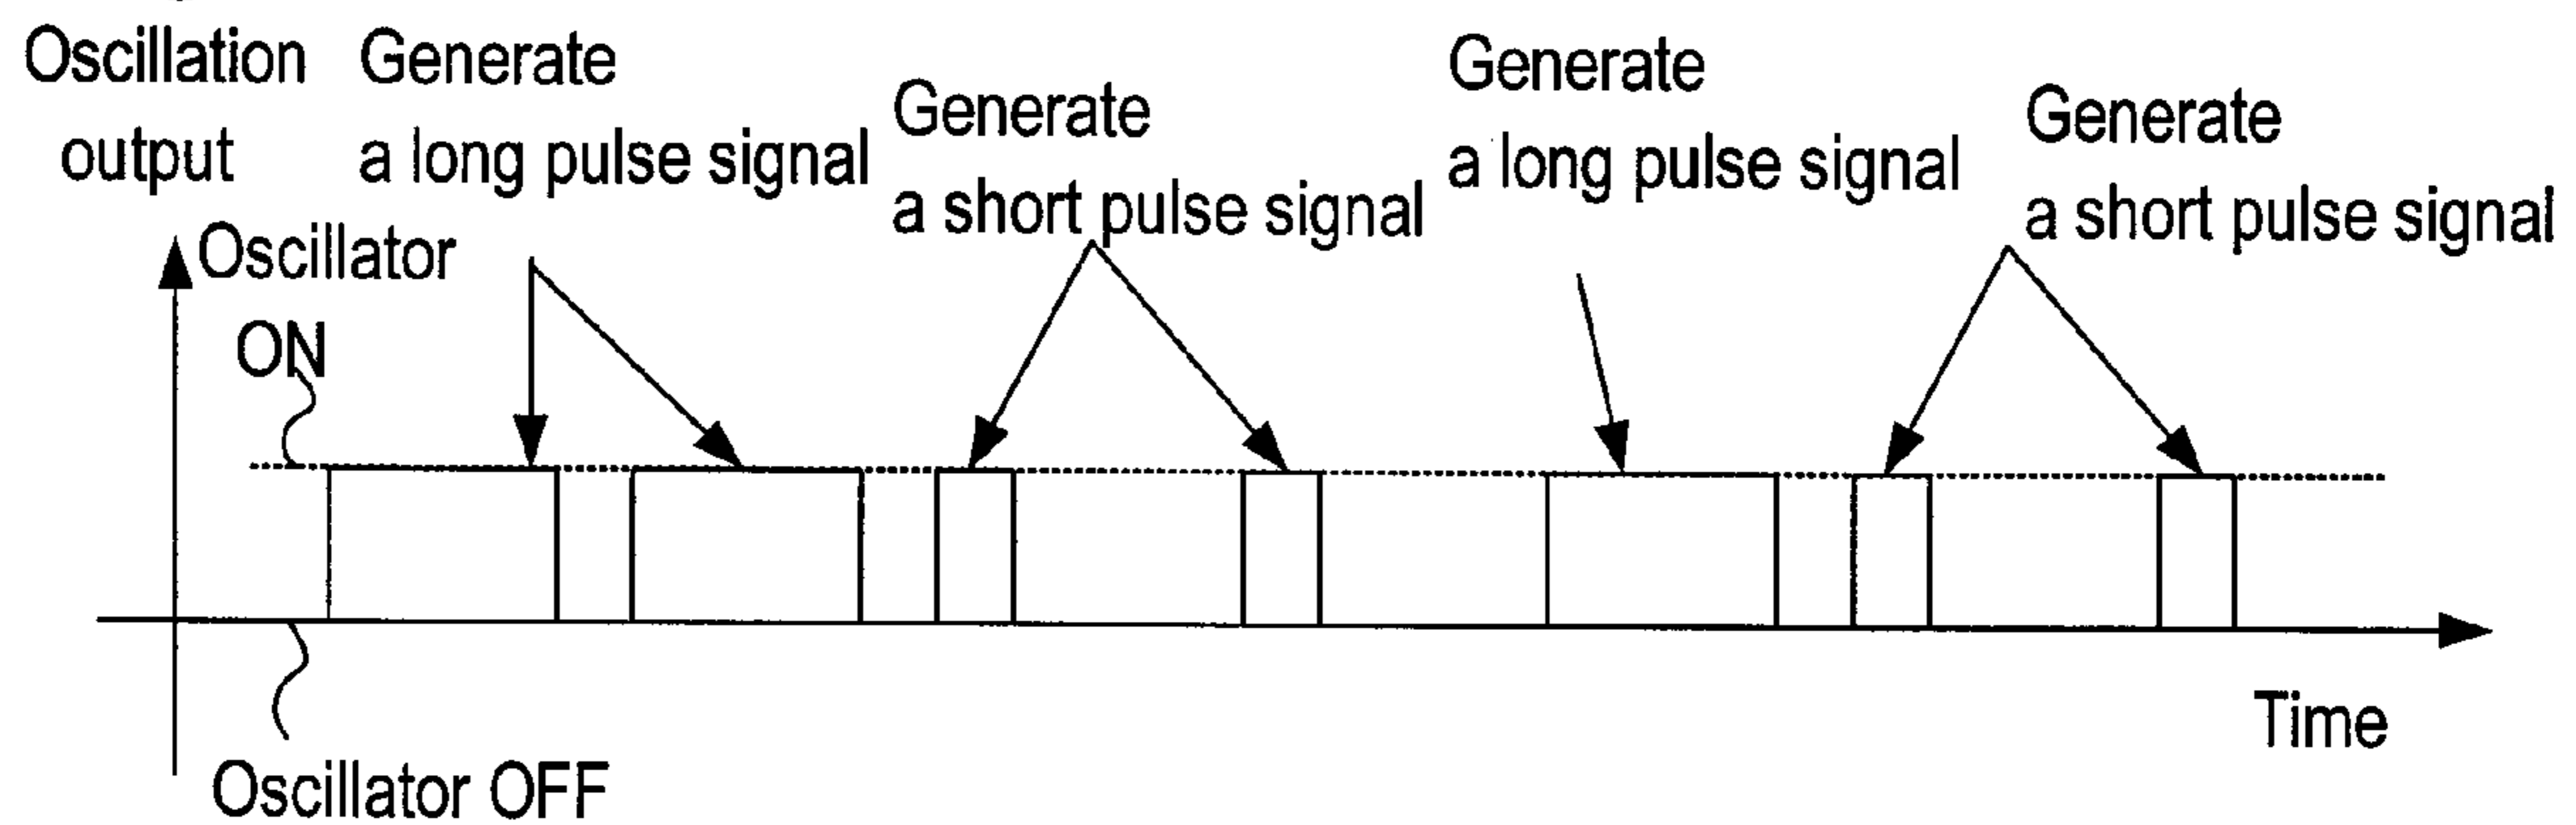 Oscillation
output
Generate
a long pulse signal
Generate
a short pulse signal
Generate
a long pulse signal
Generate
a short pulse signal
Oscillator
ON
Oscillator OFF
Time